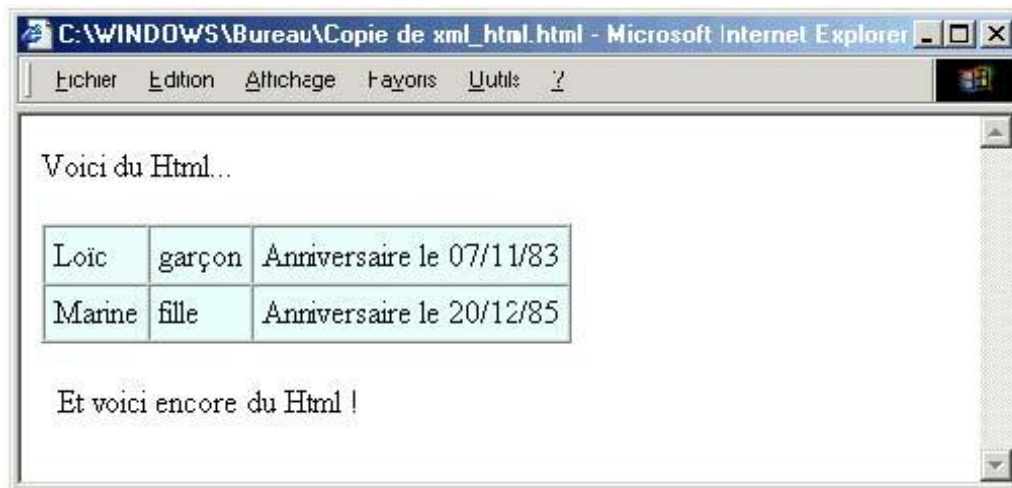 C:\WINDOWS\Bureau\Copie de xml_html.html - Microsoft Internet Explorer
Fichier Edition Affichage Favoris Outils ?
Voici du Html...
Loïc garçon Anniversaire le 07/11/83
Marine fille Anniversaire le 20/12/85
Et voici encore du Html !